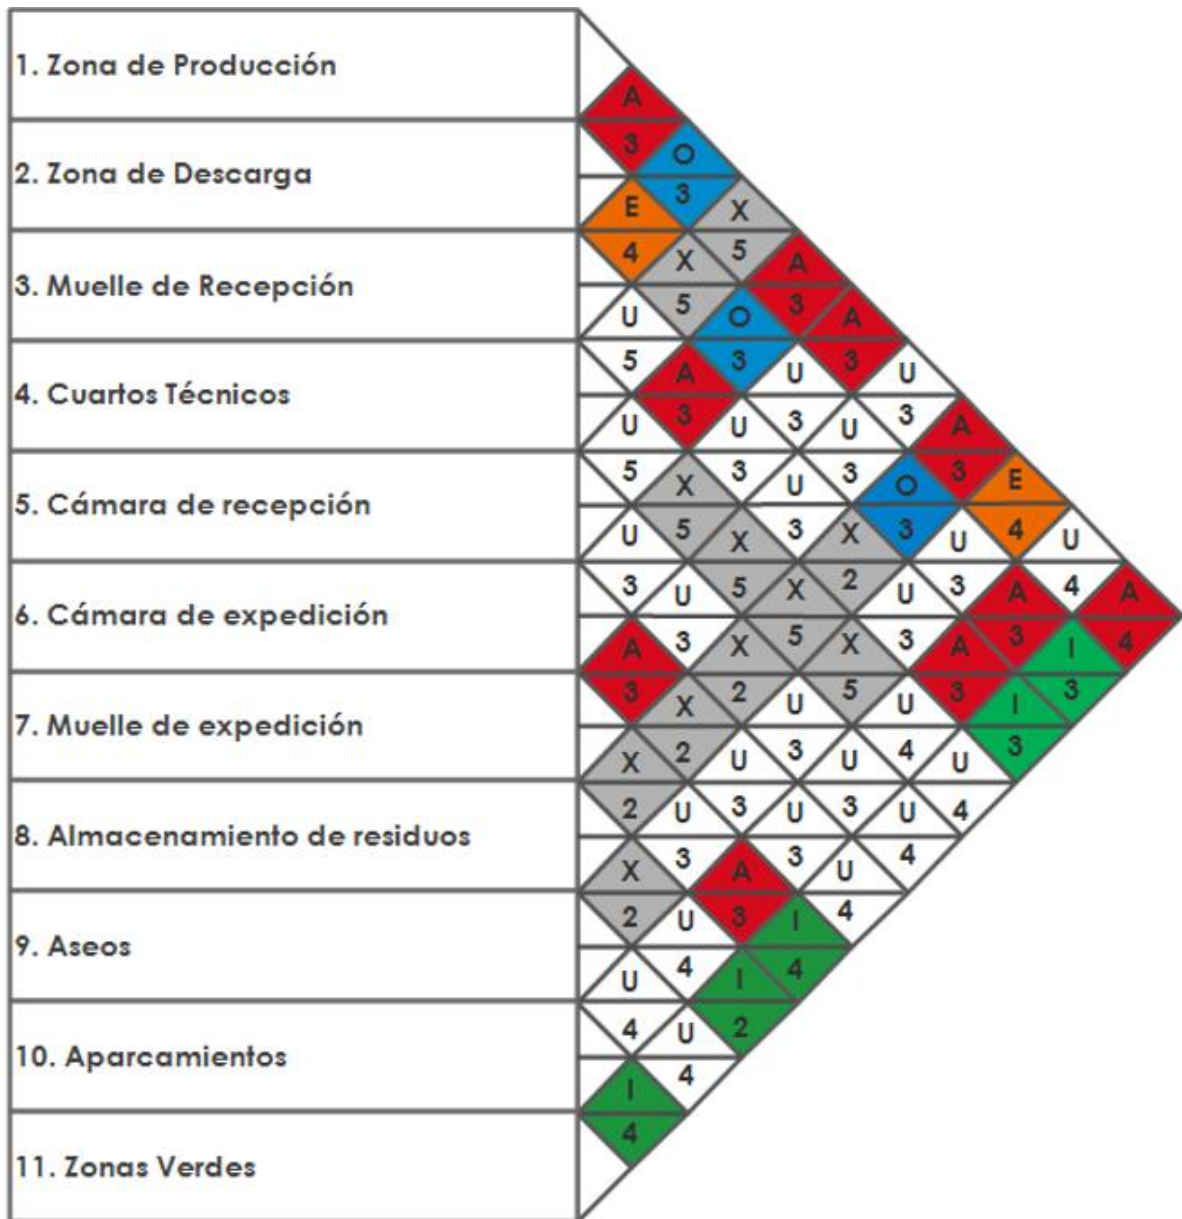 1. Zona de Producción
A
3 O
2. Zona de Descarga
E 3 X
4 X 5 A
3. Muelle de Recepción
U 5 O 3 A
5 A 3 U 3 U
4. Cuartos Técnicos
U 3 U 3 U 3 A
5 X 3 U 3 O 3 E
5. Cámara de recepción
U 5 X 3 X 3 U 4 U
3 U 5 X 2 U 3 A 4 A
6. Cámara de expedición
A 3 X 5 X 3 A 3 I 4
3 X 2 U 5 U 3 I 3
7. Muelle de expedición
X 2 U 3 U 4 U 3
2 U 3 U 3 U 4
8. Almacenamiento de residuos
X 3 A 3 U 4
2 U 3 I 4
9. Aseos
U 4 I 4
4 U 2
10. Aparcamientos
I 4
4
11. Zonas Verdes